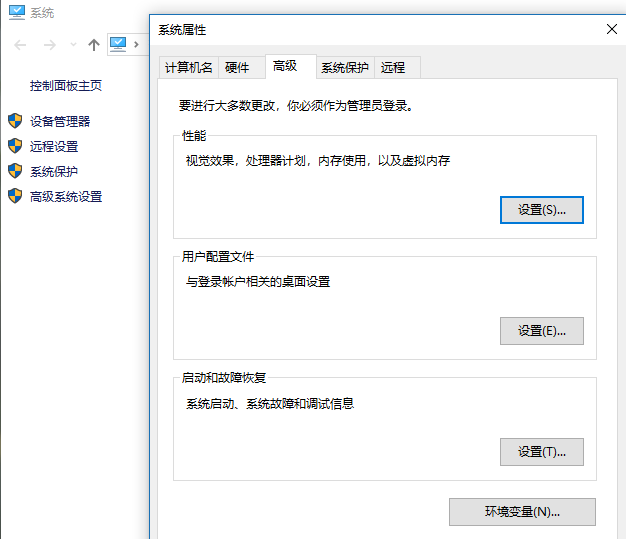 系统
控制面板主页
设备管理器
远程设置
系统保护
高级系统设置
系统属性
计算机名
硬件
高级
系统保护
远程
要进行大多数更改，你必须作为管理员登录。
性能
视觉效果，处理器计划，内存使用，以及虚拟内存
设置(S)...
用户配置文件
与登录帐户相关的桌面设置
设置(E)...
启动和故障恢复
系统启动、系统故障和调试信息
设置(T)...
环境变量(N)...